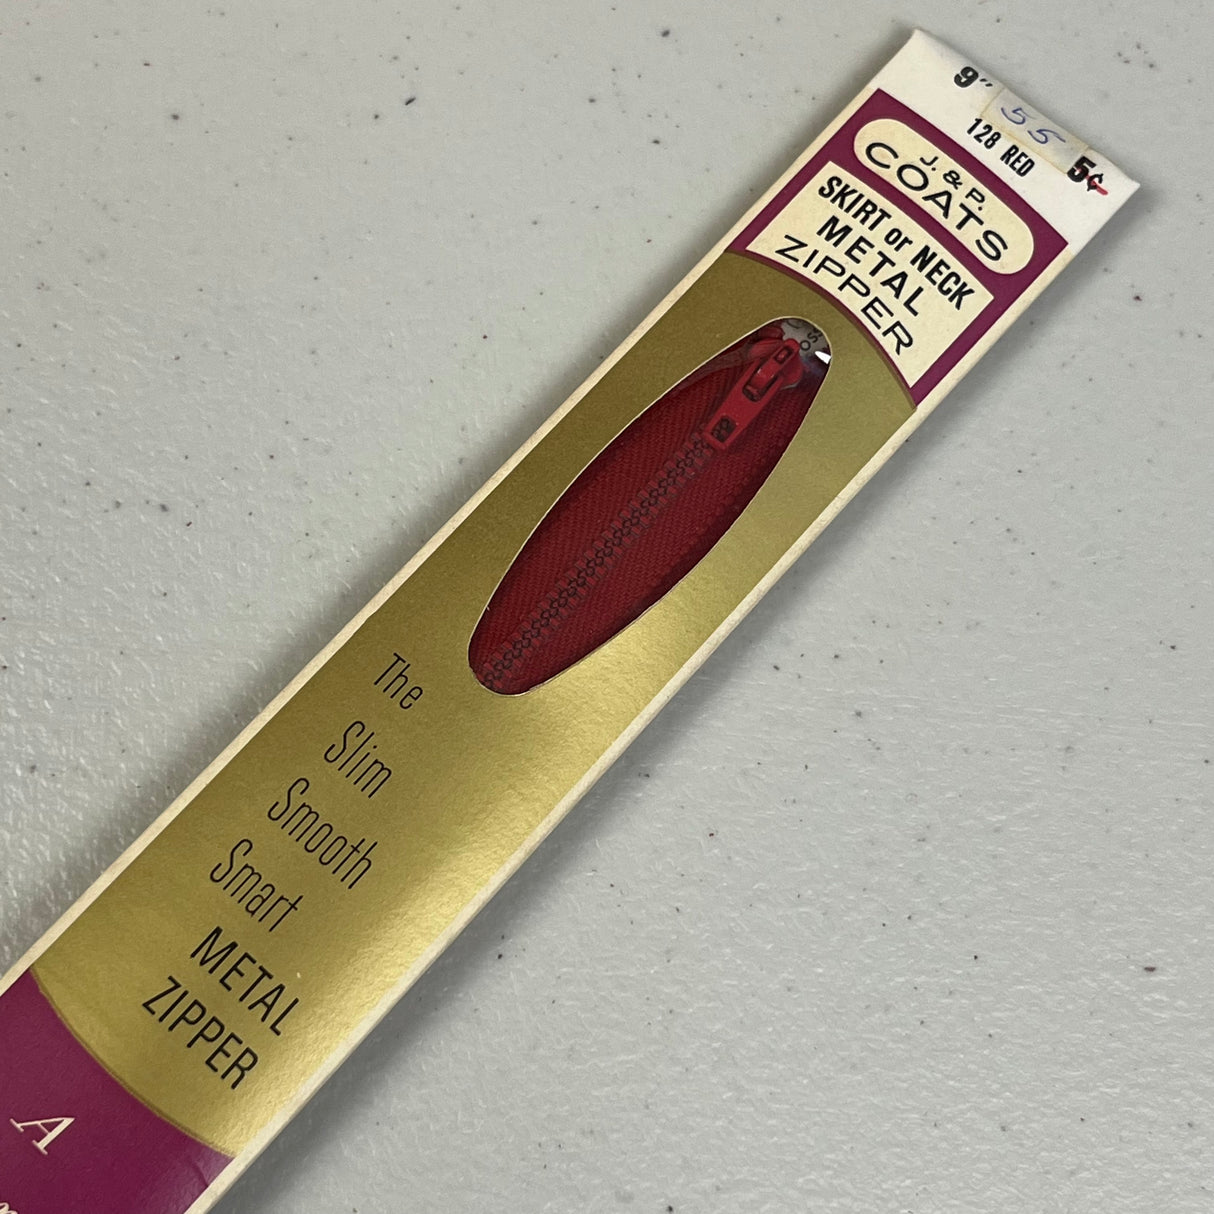 9"
55
128 RED
5¢
J. & P.
COATS
SKIRT or NECK
METAL
ZIPPER
The
Slim
Smooth
Smart
METAL
ZIPPER
A